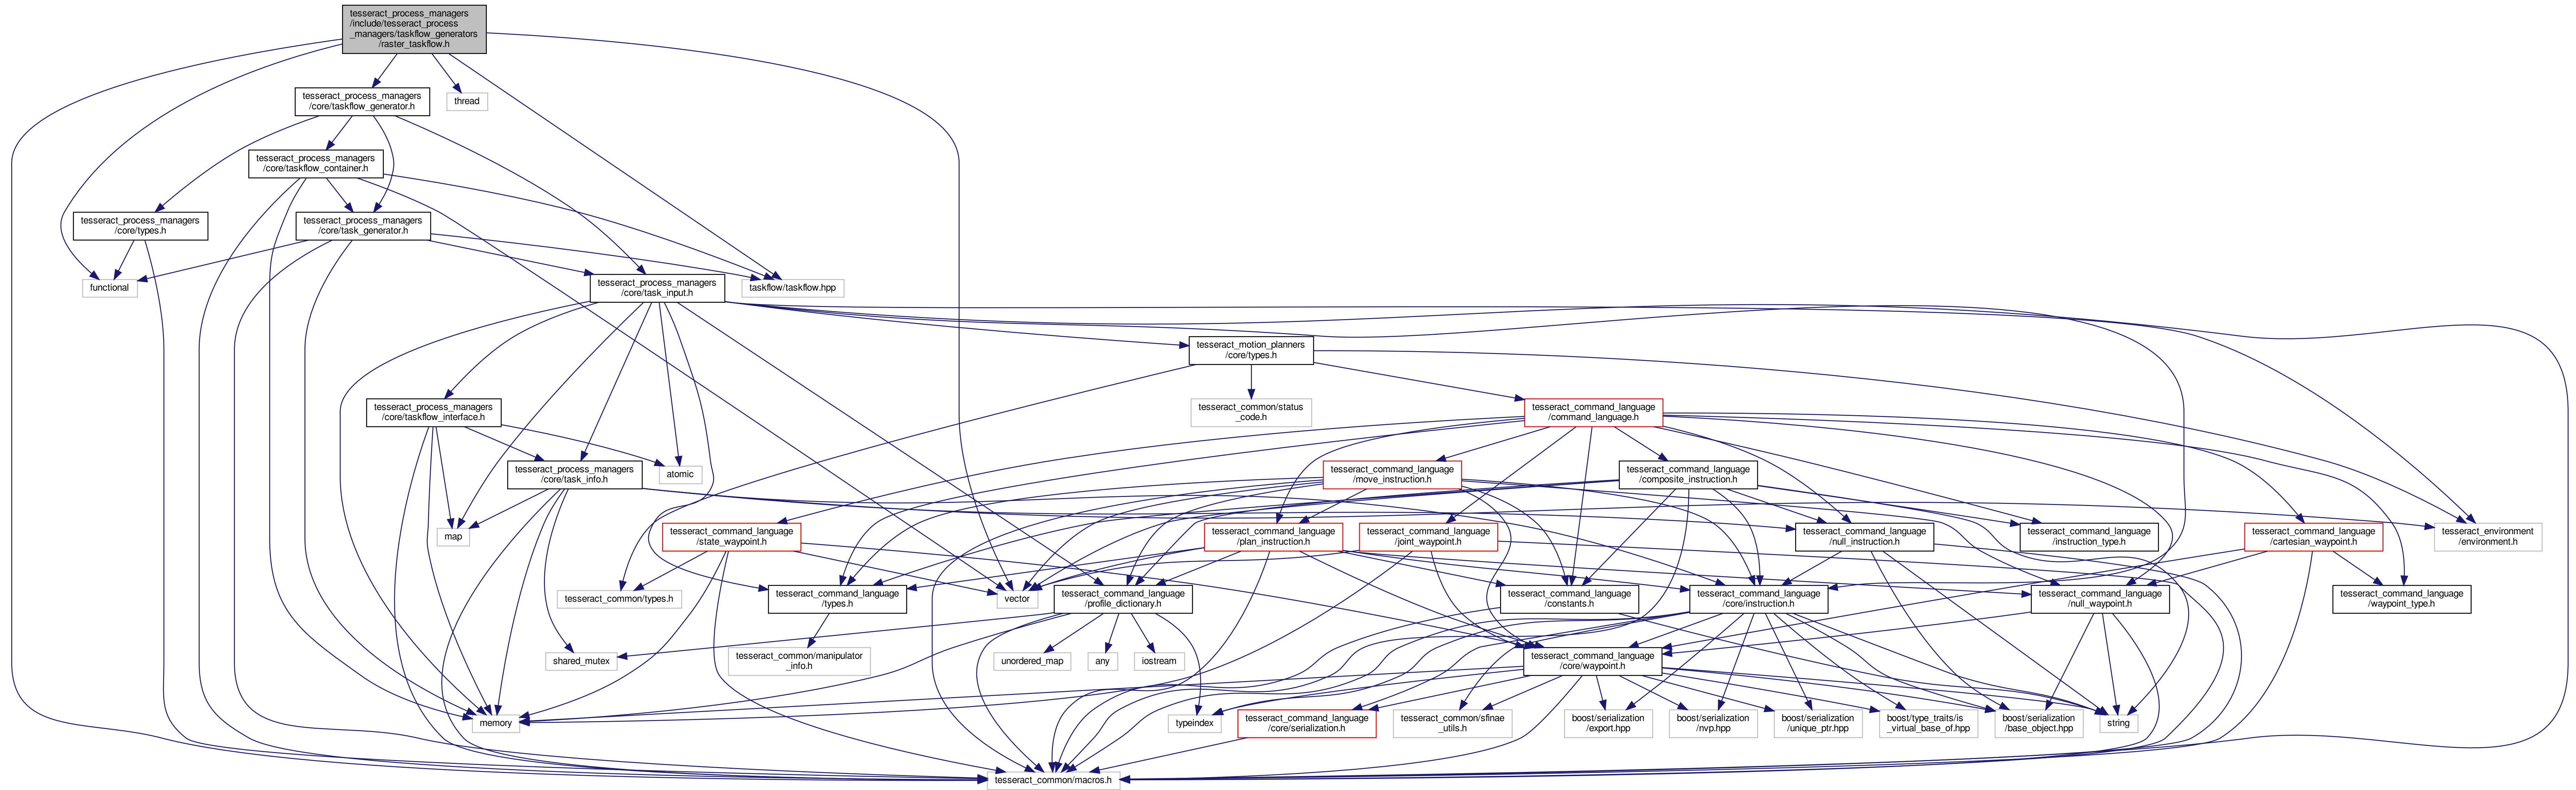 tesseract_process_managers
/include/tesseract_process
_managers/taskflow_generators
/raster_taskflow.h
tesseract_process_managers
/core/taskflow_generator.h
thread
tesseract_process_managers
/core/taskflow_container.h
tesseract_process_managers
/core/types.h
tesseract_process_managers
/core/task_generator.h
functional
tesseract_process_managers
/core/task_input.h
taskflow/taskflow.hpp
tesseract_motion_planners
/core/types.h
tesseract_process_managers
/core/taskflow_interface.h
tesseract_common/status
_code.h
tesseract_command_language
/command_language.h
tesseract_process_managers
/core/task_info.h
atomic
tesseract_command_language
/move_instruction.h
tesseract_command_language
/composite_instruction.h
map
tesseract_command_language
/state_waypoint.h
tesseract_command_language
/plan_instruction.h
tesseract_command_language
/joint_waypoint.h
tesseract_command_language
/null_instruction.h
tesseract_command_language
/instruction_type.h
tesseract_command_language
/cartesian_waypoint.h
tesseract_environment
/environment.h
tesseract_common/types.h
tesseract_command_language
/types.h
vector
tesseract_command_language
/profile_dictionary.h
tesseract_command_language
/constants.h
tesseract_command_language
/core/instruction.h
tesseract_command_language
/null_waypoint.h
tesseract_command_language
/waypoint_type.h
shared_mutex
tesseract_common/manipulator
_info.h
unordered_map
any
iostream
tesseract_command_language
/core/waypoint.h
memory
typeindex
tesseract_command_language
/core/serialization.h
tesseract_common/sfinae
_utils.h
boost/serialization
/export.hpp
boost/serialization
/nvp.hpp
boost/serialization
/unique_ptr.hpp
boost/type_traits/is
_virtual_base_of.hpp
boost/serialization
/base_object.hpp
string
tesseract_common/macros.h